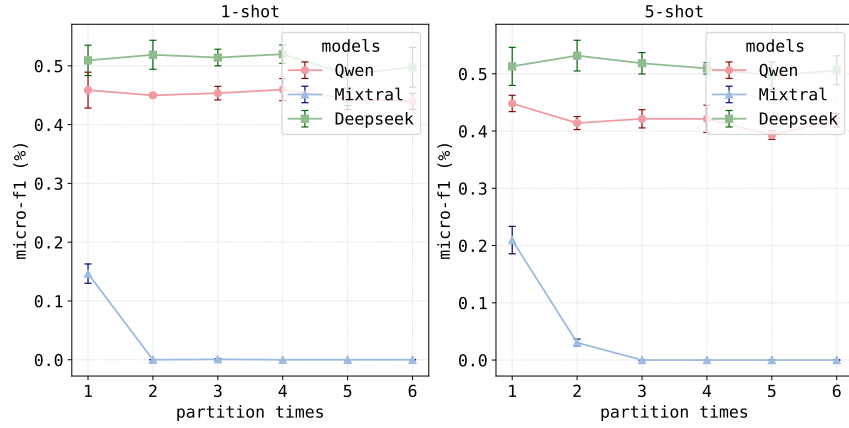 1-shot
models
Qwen
Mixtral
Deepseek
micro-f1 (%)
0.5
0.4
0.3
0.2
0.1
0.0
1 2 3 4 5 6
partition times
5-shot
models
Qwen
Mixtral
Deepseek
micro-f1 (%)
0.5
0.4
0.3
0.2
0.1
0.0
1 2 3 4 5 6
partition times